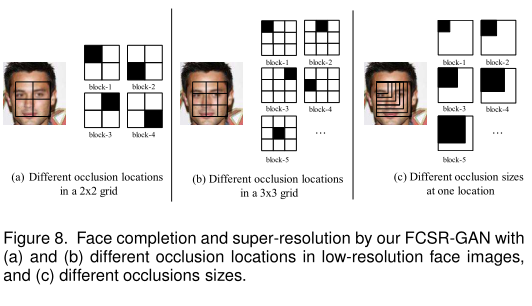 block-1 block-2
block-3 block-4
(a) Different occlusion locations
in a 2x2 grid
block-1 block-2
block-3 block-4
block-5 ...
(b) Different occlusion locations
in a 3x3 grid
block-1 block-2
block-3 block-4
block-5
(c) Different occlusion sizes
at one location
Figure 8. Face completion and super-resolution by our FCSR-GAN with
(a) and (b) different occlusion locations in low-resolution face images,
and (c) different occlusions sizes.